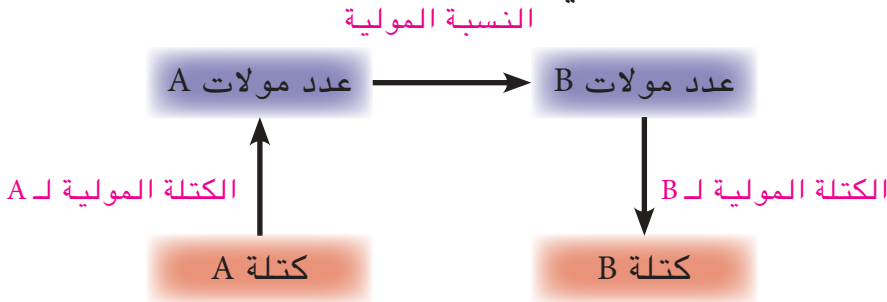 النسبة المولية
عدد مولات A
عدد مولات B
الكتلة المولية لـ A
الكتلة المولية لـ B
كتلة A
كتلة B